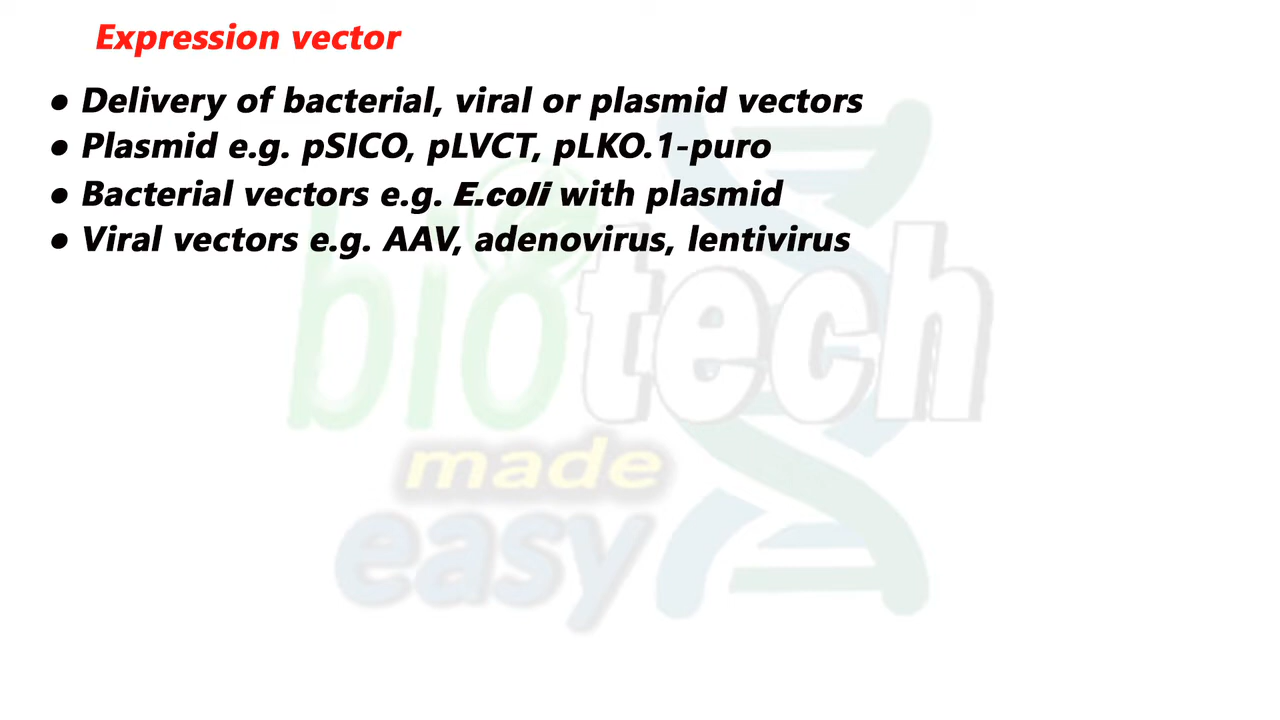 Expression vector
● Delivery of bacterial, viral or plasmid vectors
● Plasmid e.g. pSICO, pLVCT, pLKO.1-puro
● Bacterial vectors e.g. E.coli with plasmid
● Viral vectors e.g. AAV, adenovirus, lentivirus
biotech
made
easy